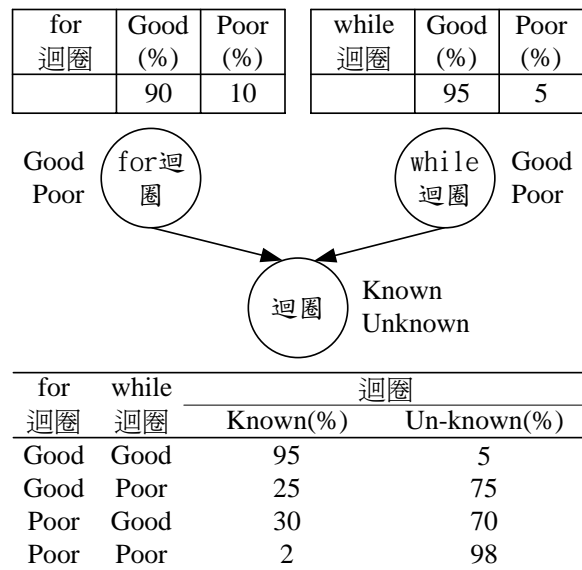 for Good Poor
迴圈 (%) (%)
90 10
while Good Poor
迴圈 (%) (%)
95 5
Good
Poor
for迴
圈
while
迴圈
Good
Poor
迴圈
Known
Unknown
for while 迴圈
迴圈 迴圈 Known(%) Un-known(%)
Good Good 95 5
Good Poor 25 75
Poor Good 30 70
Poor Poor 2 98